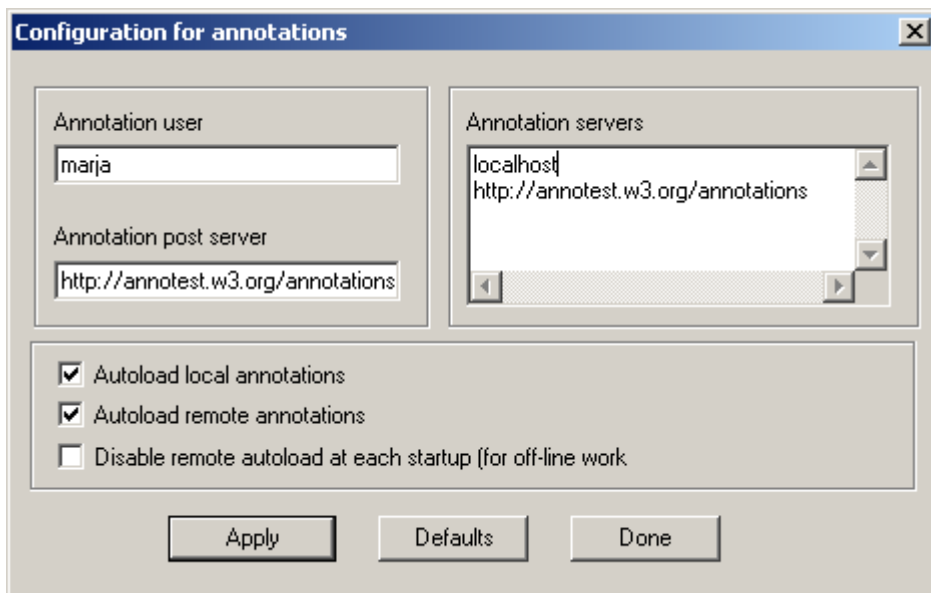 Configuration for annotations
Annotation user
marja
Annotation post server
http://annotest.w3.org/annotations
Annotation servers
localhost
http://annotest.w3.org/annotations
Autoload local annotations
Autoload remote annotations
Disable remote autoload at each startup (for off-line work
Apply
Defaults
Done